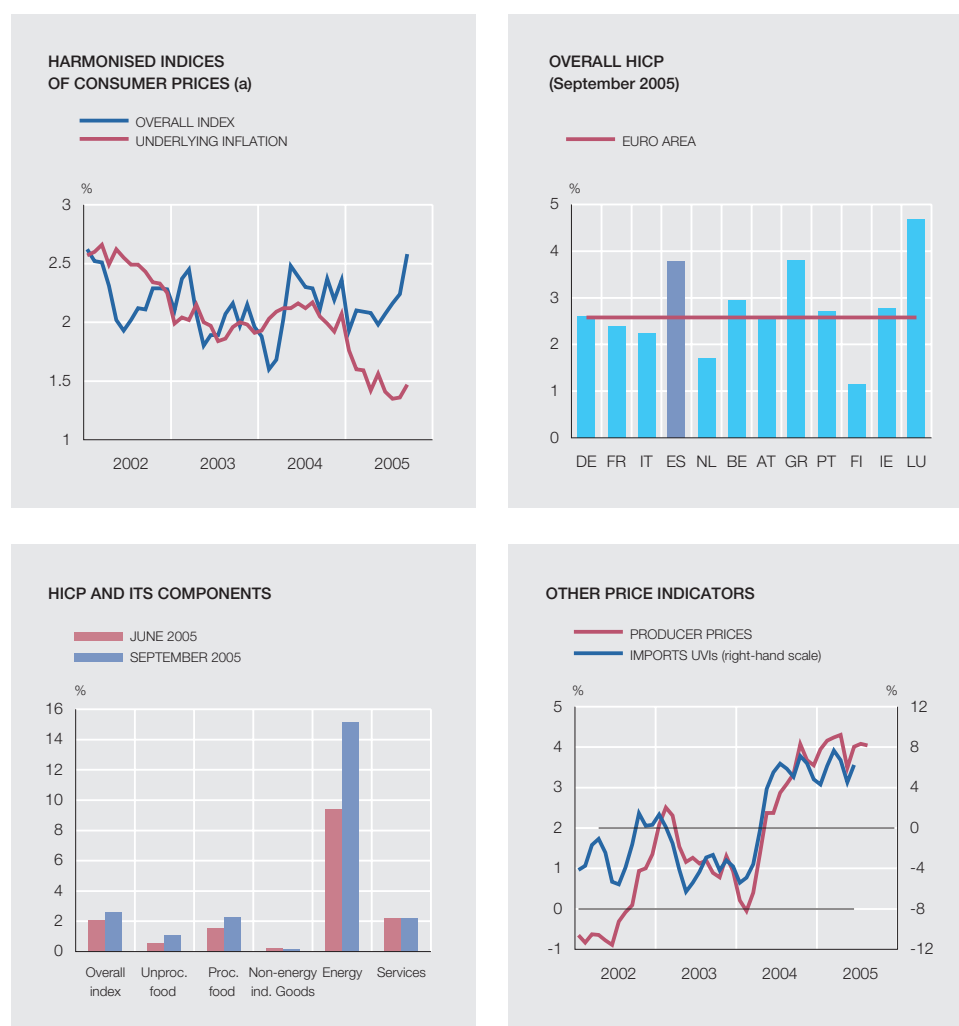 HARMONISED INDICES
OF CONSUMER PRICES (a)
OVERALL INDEX
UNDERLYING INFLATION
%
3
2.5
2
1.5
1
2002 2003 2004 2005
OVERALL HICP
(September 2005)
EURO AREA
%
5
4
3
2
1
0
DE FR IT ES NL BE AT GR PT FI IE LU
HICP AND ITS COMPONENTS
JUNE 2005
SEPTEMBER 2005
%
16
14
12
10
8
6
4
2
0
Overall Unproc. Proc. Non-energy Energy Services
index food food ind. Goods
OTHER PRICE INDICATORS
PRODUCER PRICES
IMPORTS UVIs (right-hand scale)
% %
5 12
4 8
3 4
2 0
1 -4
0 -8
-1 -12
2002 2003 2004 2005